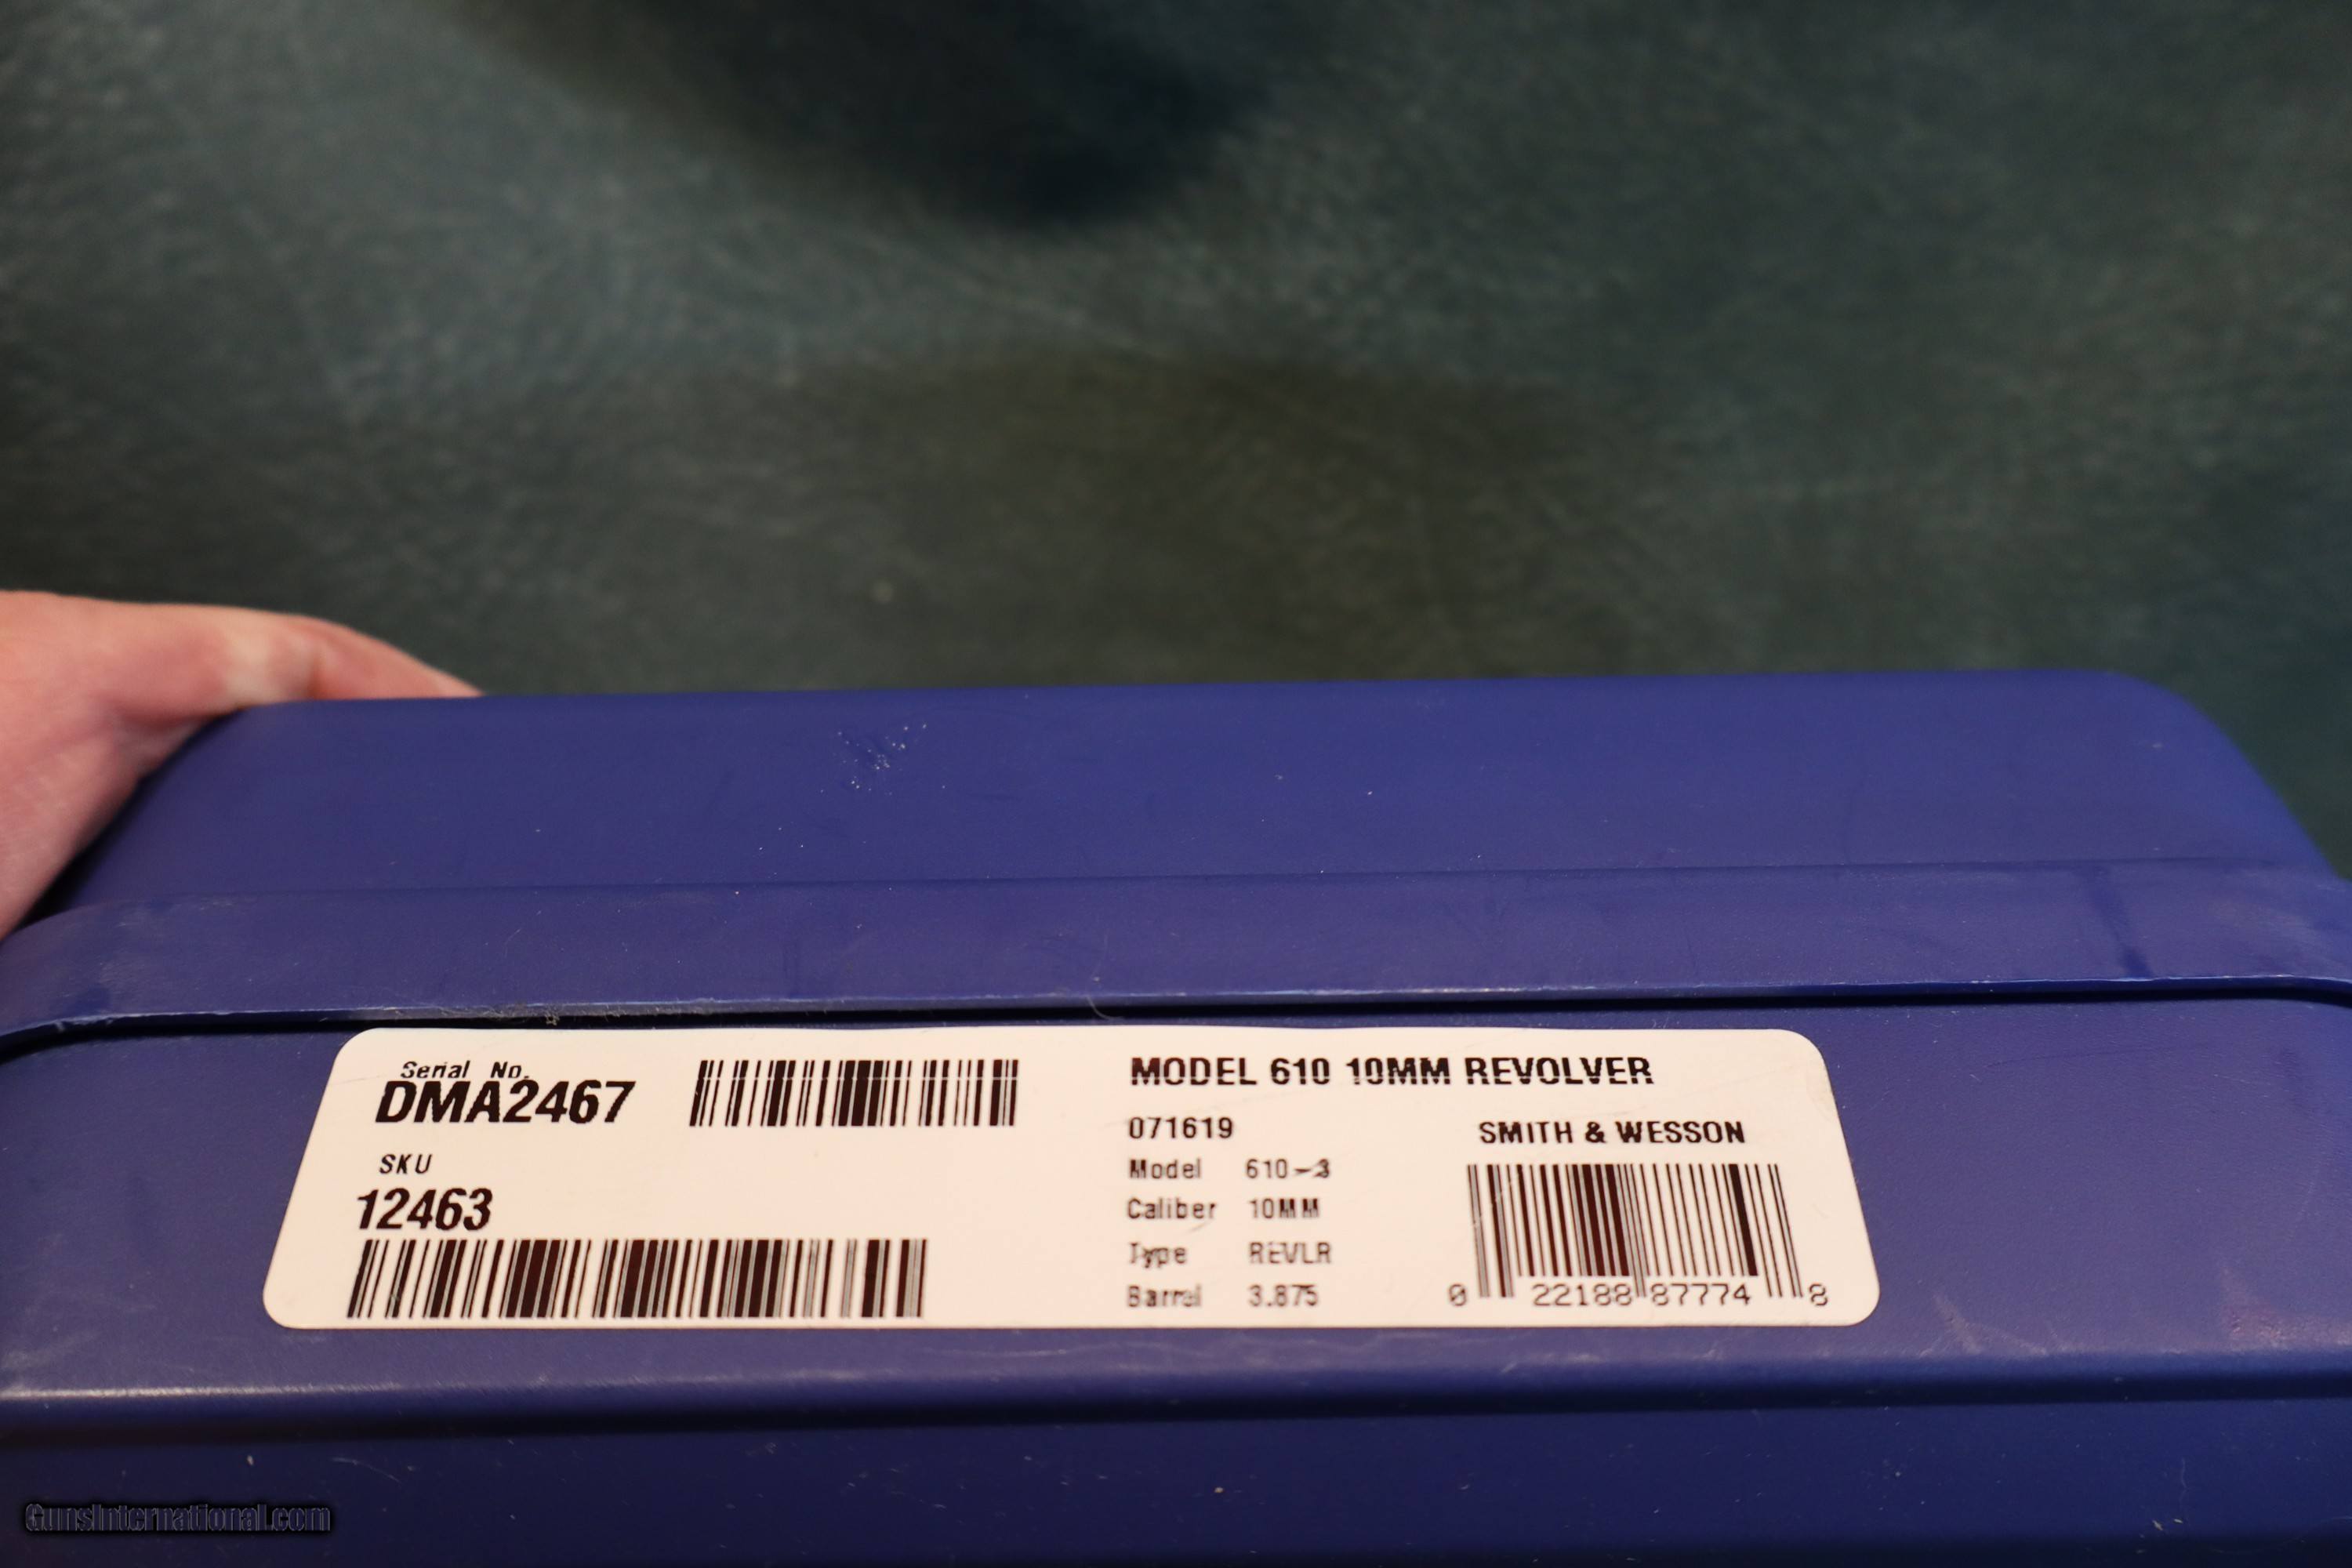 Serial No.
DMA2467
SKU
12463
MODEL 610 10MM REVOLVER
071619
Model 610-3
Caliber 10MM
Type REVLR
Barrel 3.875
SMITH & WESSON
0 22188 87774 8
GunsInternational.com